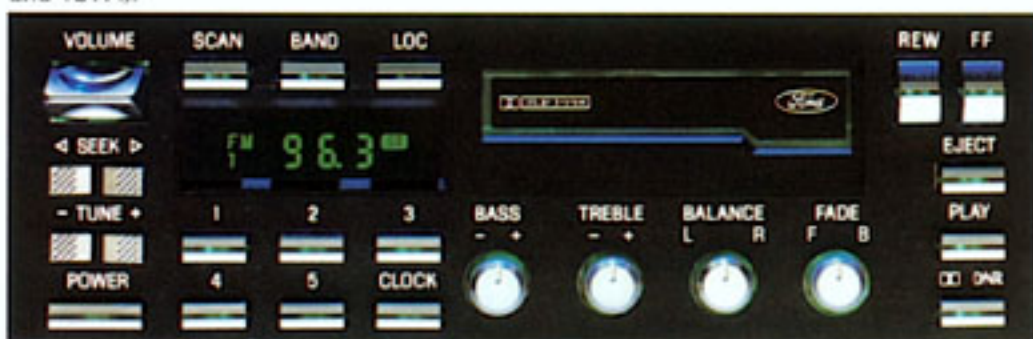 VOLUME SCAN BAND LOC REW FF
FM 1 96.3
Ford
◁ SEEK ▷
EJECT
- TUNE + 1 2 3 BASS TREBLE BALANCE FADE PLAY
- + - + L R F B
POWER 4 5 CLOCK DNR